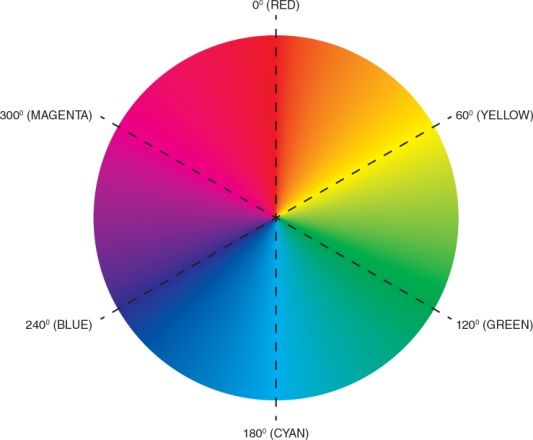 0⁰ (RED)
300⁰ (MAGENTA)
60⁰ (YELLOW)
240⁰ (BLUE)
120⁰ (GREEN)
180⁰ (CYAN)